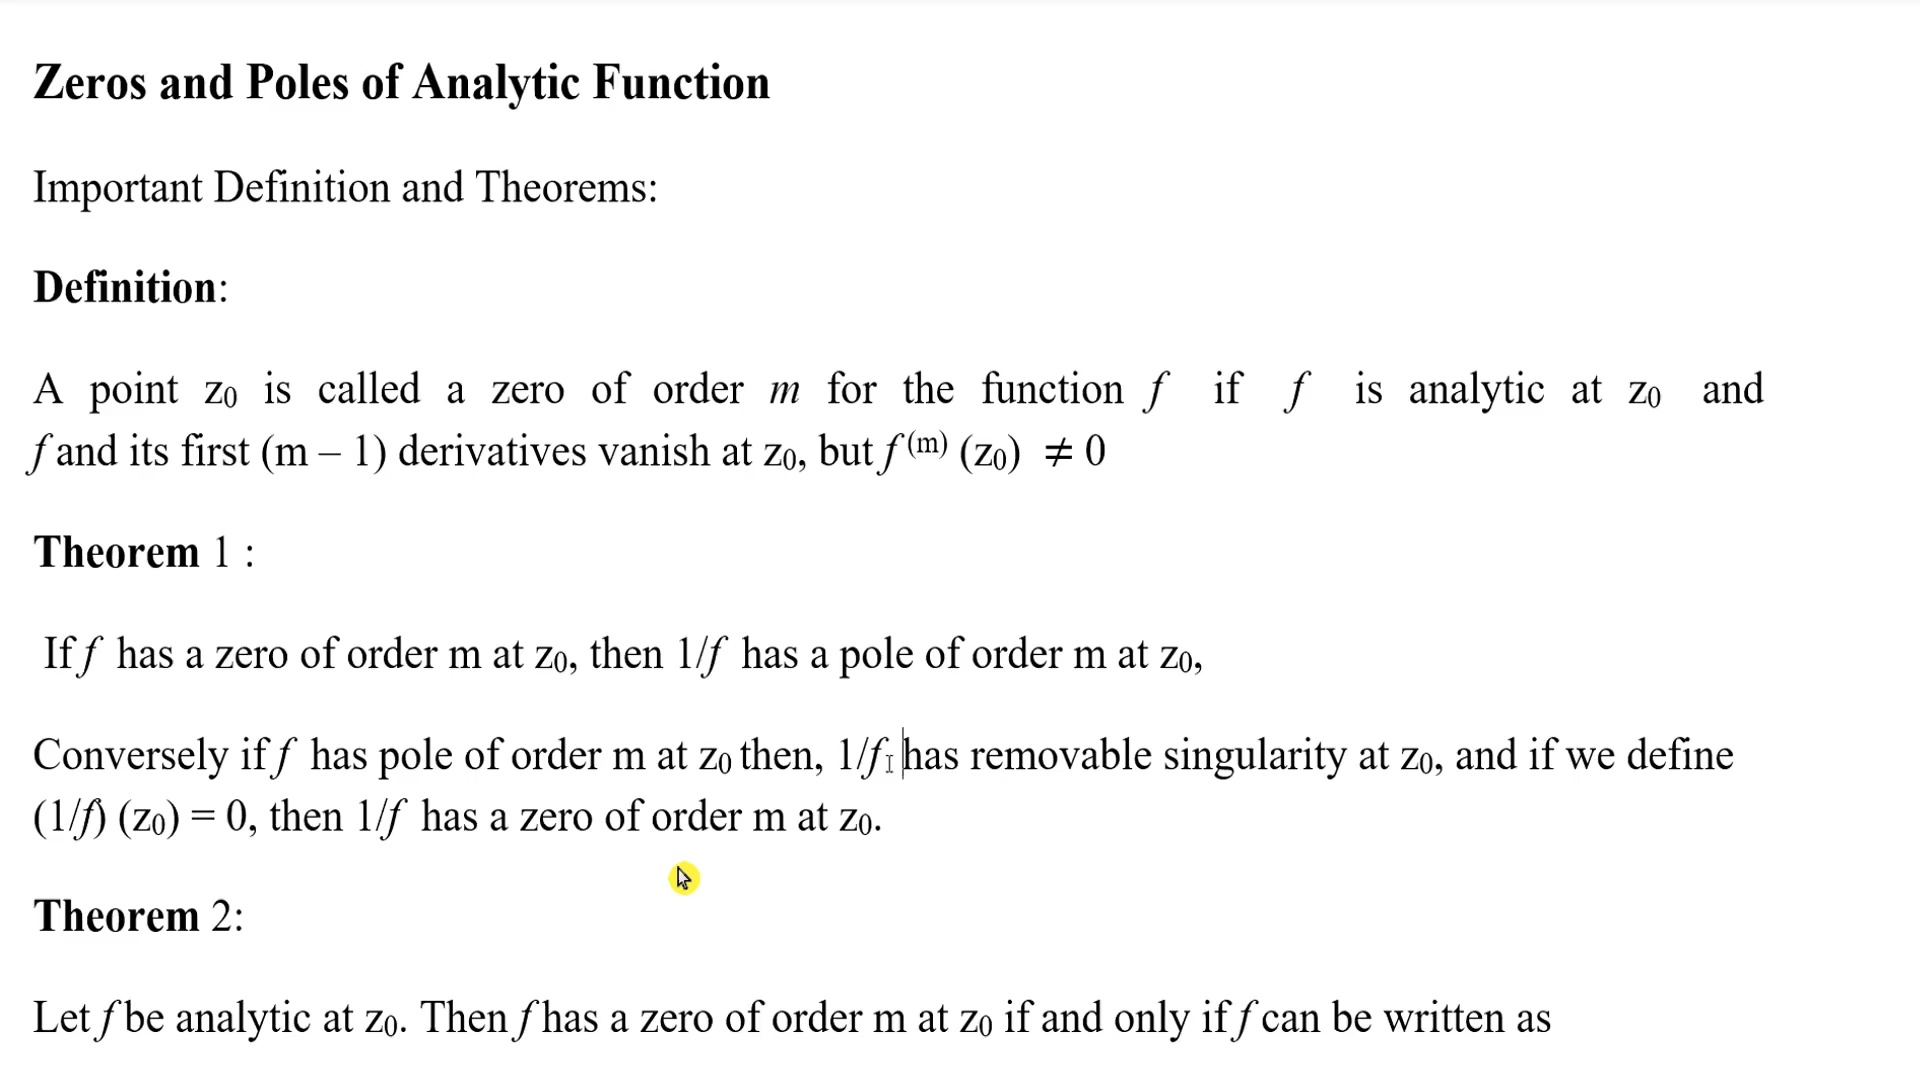 Zeros and Poles of Analytic Function
Important Definition and Theorems:
Definition:
A point z₀ is called a zero of order m for the function f if f is analytic at z₀ and
f and its first (m – 1) derivatives vanish at z₀, but f ⁽ᵐ⁾ (z₀) ≠ 0
Theorem 1 :
If f has a zero of order m at z₀, then 1/f has a pole of order m at z₀,
Conversely if f has pole of order m at z₀ then, 1/f has removable singularity at z₀, and if we define
(1/f) (z₀) = 0, then 1/f has a zero of order m at z₀.
Theorem 2:
Let f be analytic at z₀. Then f has a zero of order m at z₀ if and only if f can be written as